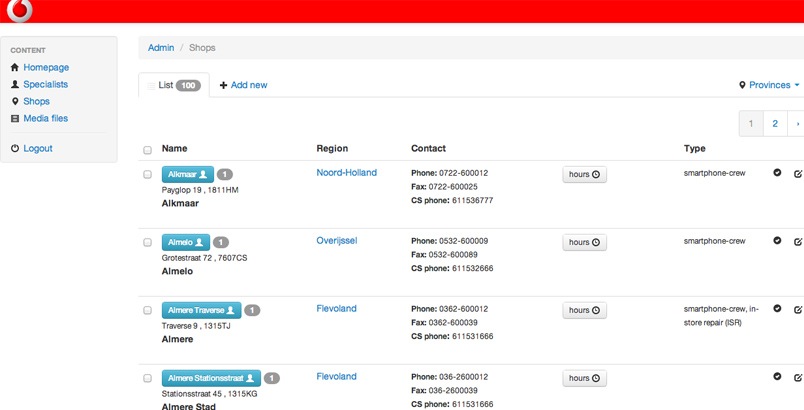 CONTENT
Homepage
Specialists
Shops
Media files
Logout
Admin / Shops
List 100
Add new
Provinces
1 2 ›
Name Region Contact Type
Alkmaar 1 Noord-Holland Phone: 0722-600012 hours smartphone-crew
Payglop 19 , 1811HM Fax: 0722-600025
Alkmaar CS phone: 611536777
Almelo 1 Overijssel Phone: 0532-600009 hours smartphone-crew
Grotestraat 72 , 7607CS Fax: 0532-600089
Almelo CS phone: 611532666
Almere Traverse 1 Flevoland Phone: 0362-600012 hours smartphone-crew, in-
Traverse 9 , 1315TJ Fax: 0362-600039 store repair (ISR)
Almere CS phone: 611531666
Almere Stationsstraat 1 Flevoland Phone: 036-2600012 hours smartphone-crew
Stationsstraat 45 , 1315KG Fax: 036-2600039
Almere Stad CS phone: 611531666